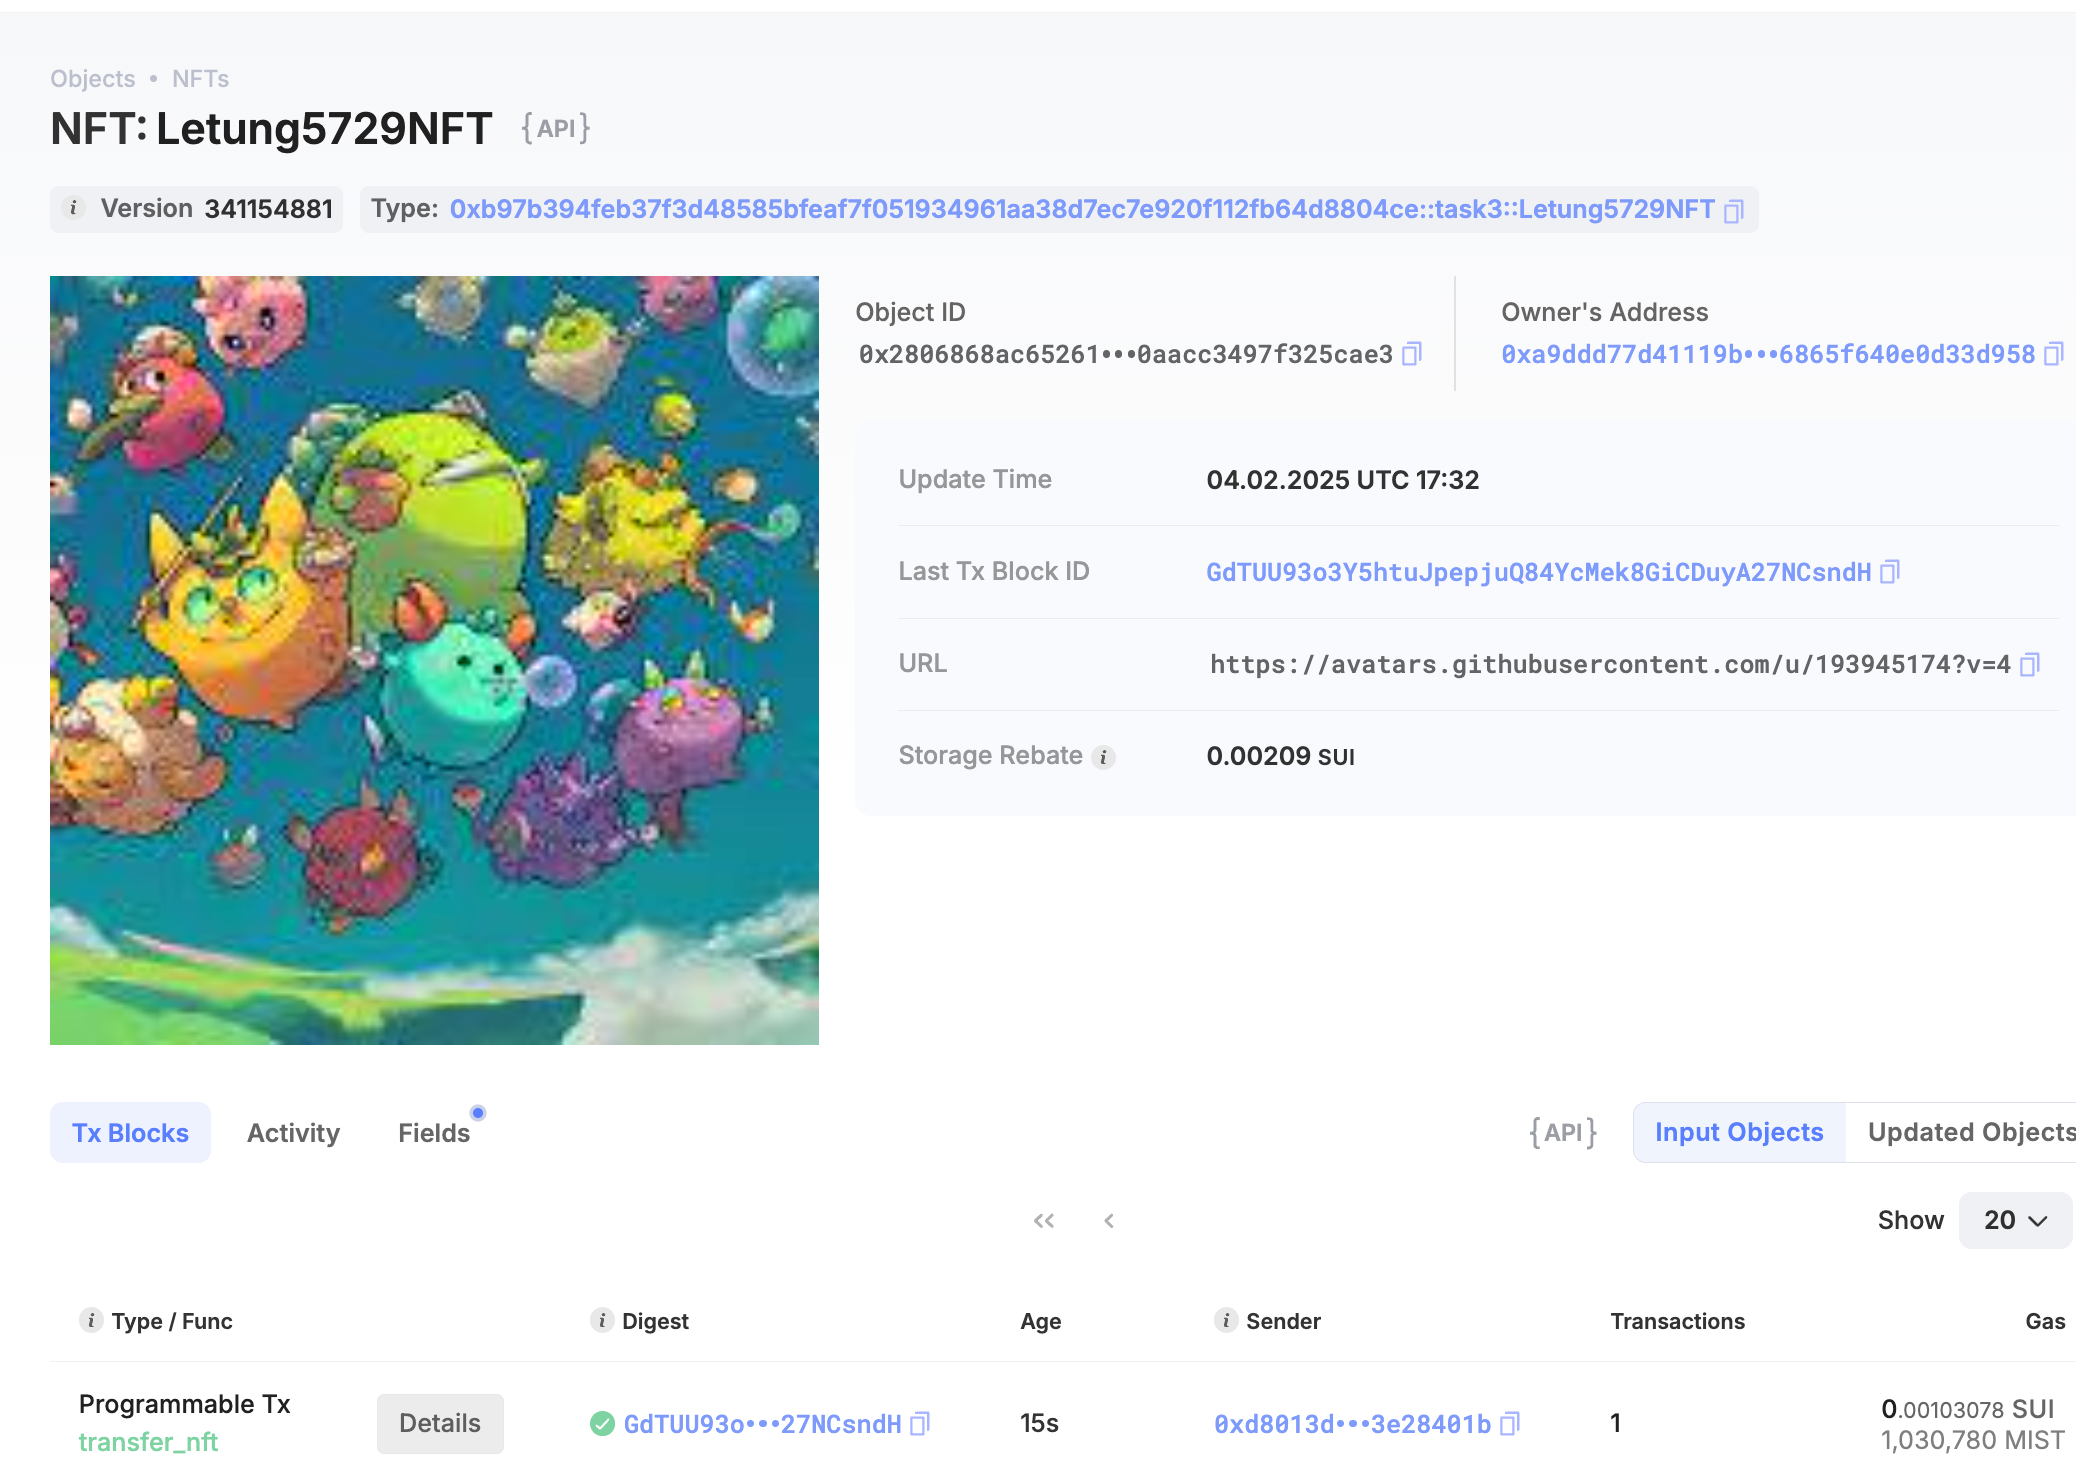 Objects • NFTs
NFT: Letung5729NFT {API}
i Version 341154881 Type: 0xb97b394feb37f3d48585bfeaf7f051934961aa38d7ec7e920f112fb64d8804ce::task3::Letung5729NFT
Object ID
0x2806868ac65261•••0aacc3497f325cae3
Owner's Address
0xa9ddd77d41119b•••6865f640e0d33d958
Update Time 04.02.2025 UTC 17:32
Last Tx Block ID GdTUU93o3Y5htuJpepjuQ84YcMek8GiCDuyA27NCsndH
URL https://avatars.githubusercontent.com/u/193945174?v=4
Storage Rebate i 0.00209 SUI
Tx Blocks Activity Fields {API} Input Objects Updated Objects
Show 20
i Type / Func i Digest Age i Sender Transactions Gas
Programmable Tx
transfer_nft
Details
GdTUU93o•••27NCsndH 15s 0xd8013d•••3e28401b 1
0.00103078 SUI
1,030,780 MIST